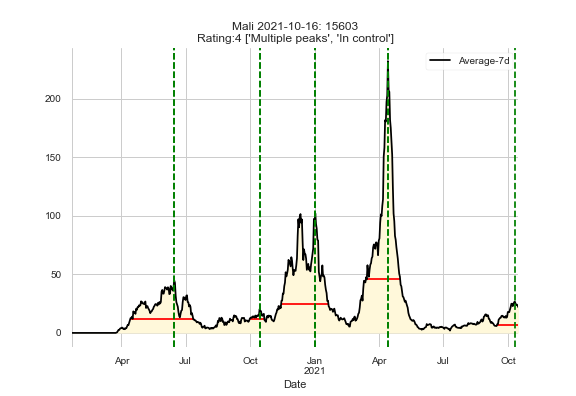 Mali 2021-10-16: 15603
Rating:4 ['Multiple peaks', 'In control']
Average-7d
200
150
100
50
0
Apr Jul Oct Jan Apr Jul Oct
2021
Date